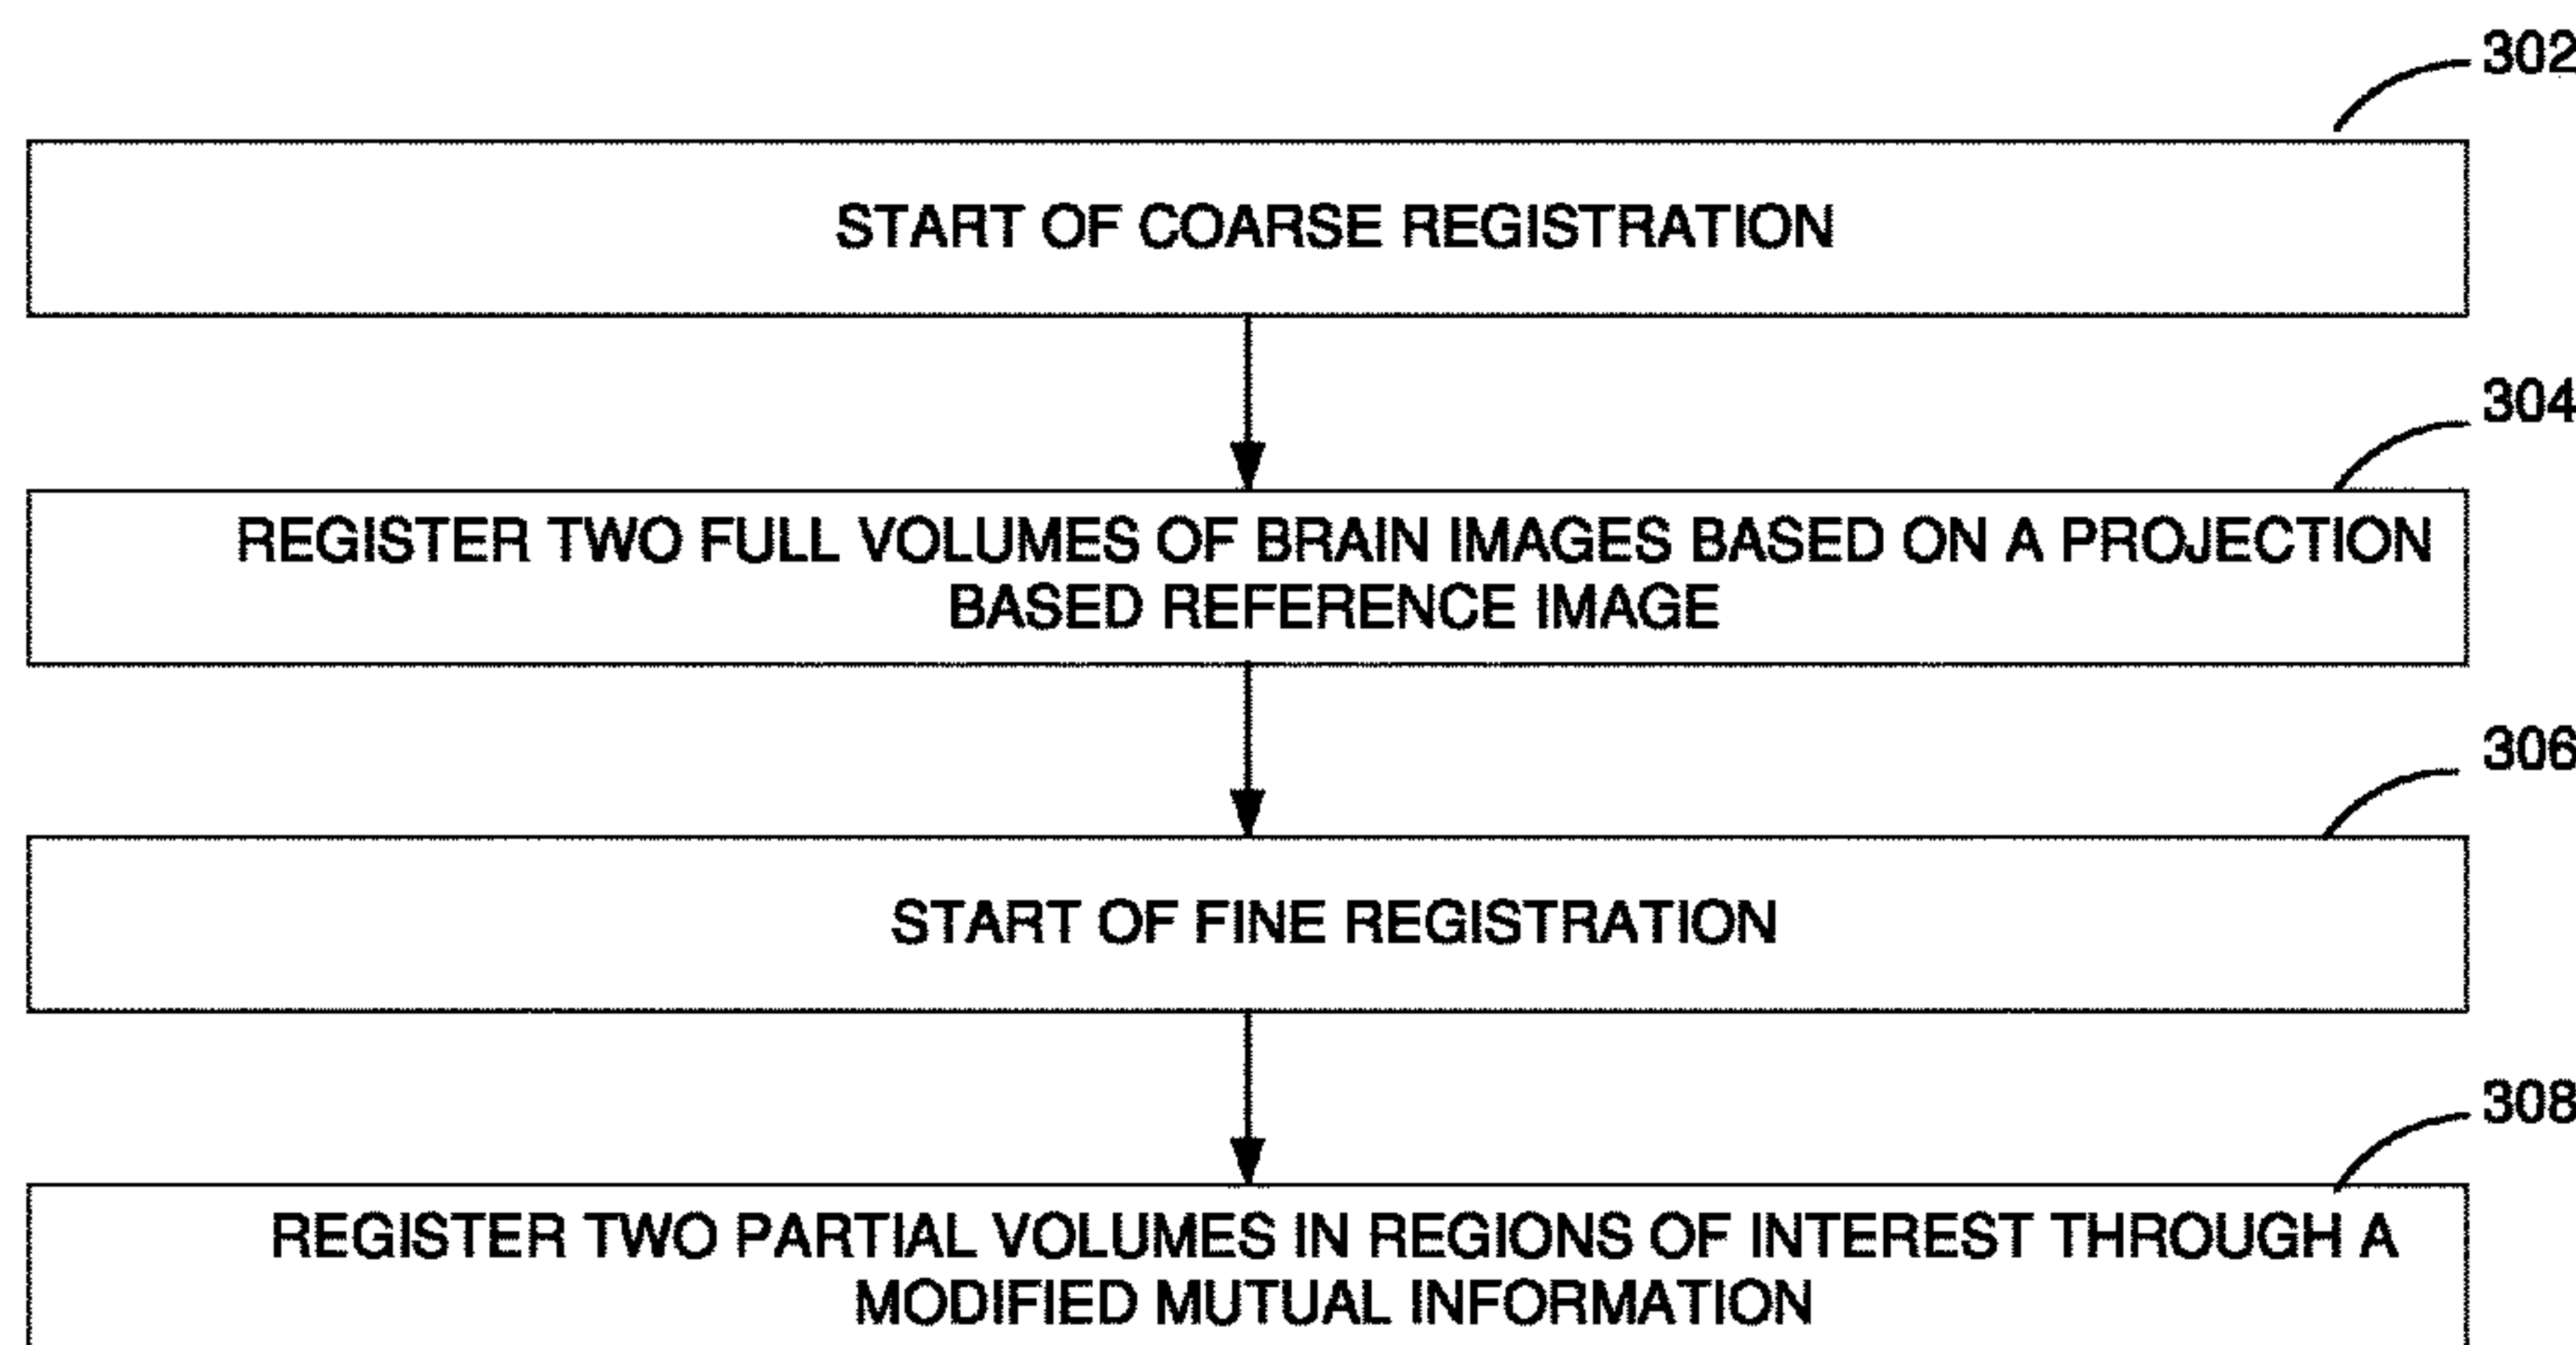 302
START OF COARSE REGISTRATION
304
REGISTER TWO FULL VOLUMES OF BRAIN IMAGES BASED ON A PROJECTION
BASED REFERENCE IMAGE
306
START OF FINE REGISTRATION
308
REGISTER TWO PARTIAL VOLUMES IN REGIONS OF INTEREST THROUGH A
MODIFIED MUTUAL INFORMATION